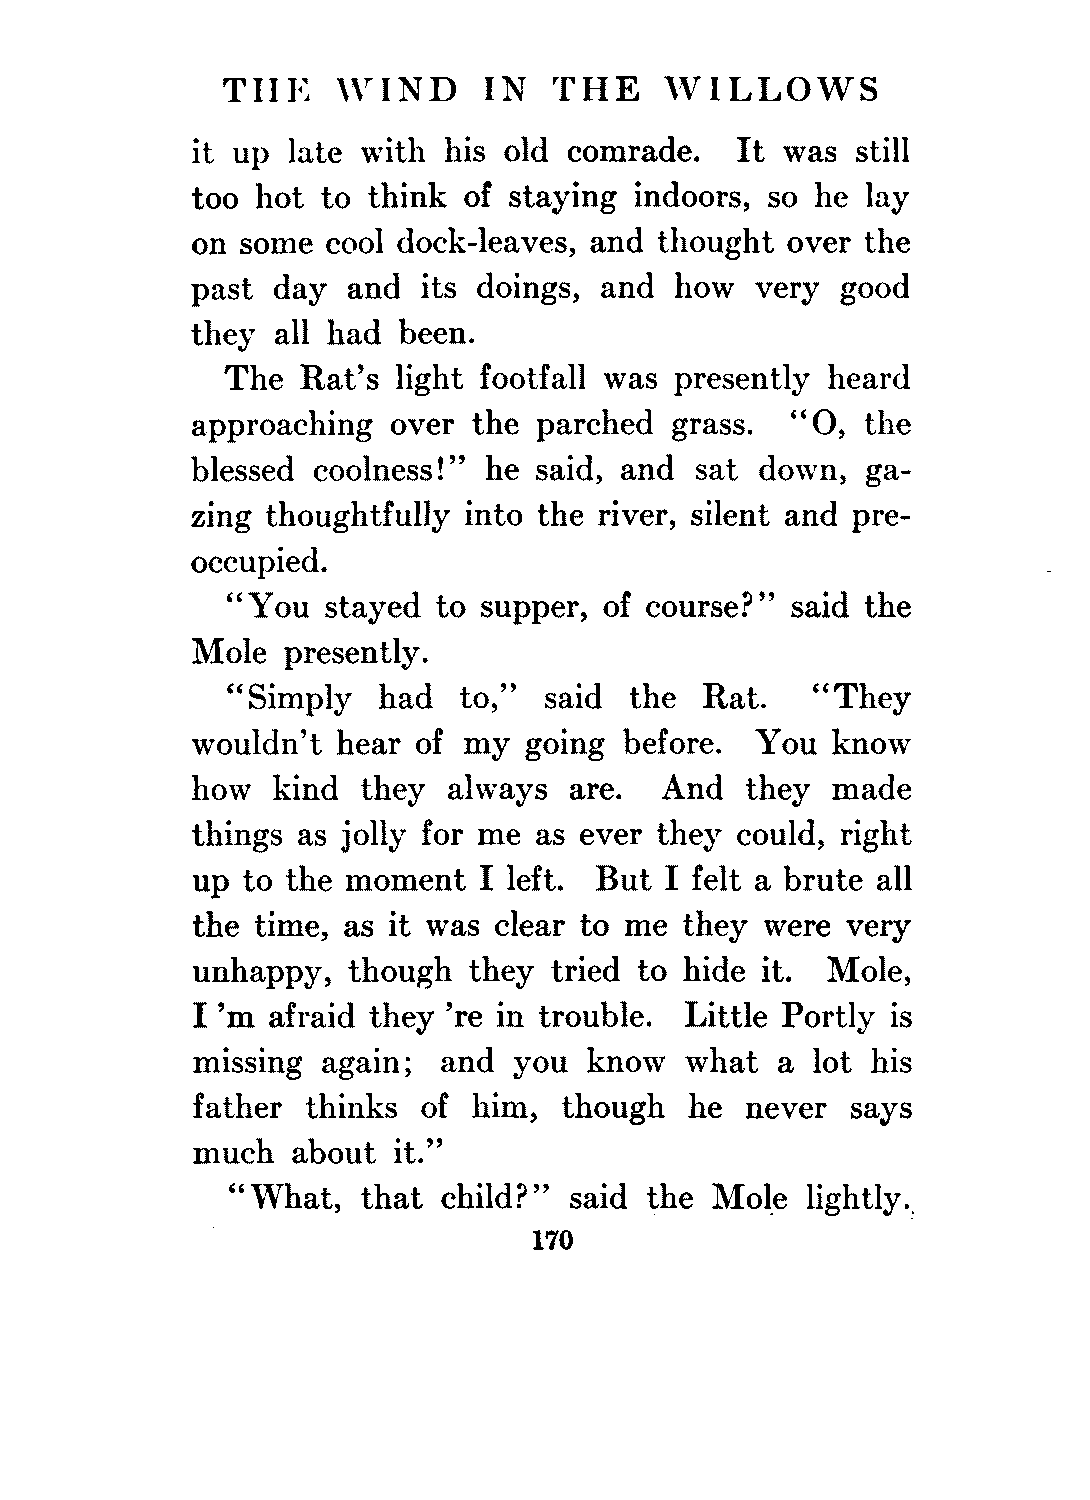 THE WIND IN THE WILLOWS
it up late with his old comrade. It was still
too hot to think of staying indoors, so he lay
on some cool dock-leaves, and thought over the
past day and its doings, and how very good
they all had been.
The Rat's light footfall was presently heard
approaching over the parched grass. "O, the
blessed coolness!" he said, and sat down, ga-
zing thoughtfully into the river, silent and pre-
occupied.
"You stayed to supper, of course?" said the
Mole presently.
"Simply had to," said the Rat. "They
wouldn't hear of my going before. You know
how kind they always are. And they made
things as jolly for me as ever they could, right
up to the moment I left. But I felt a brute all
the time, as it was clear to me they were very
unhappy, though they tried to hide it. Mole,
I 'm afraid they 're in trouble. Little Portly is
missing again; and you know what a lot his
father thinks of him, though he never says
much about it."
"What, that child?" said the Mole lightly.
170